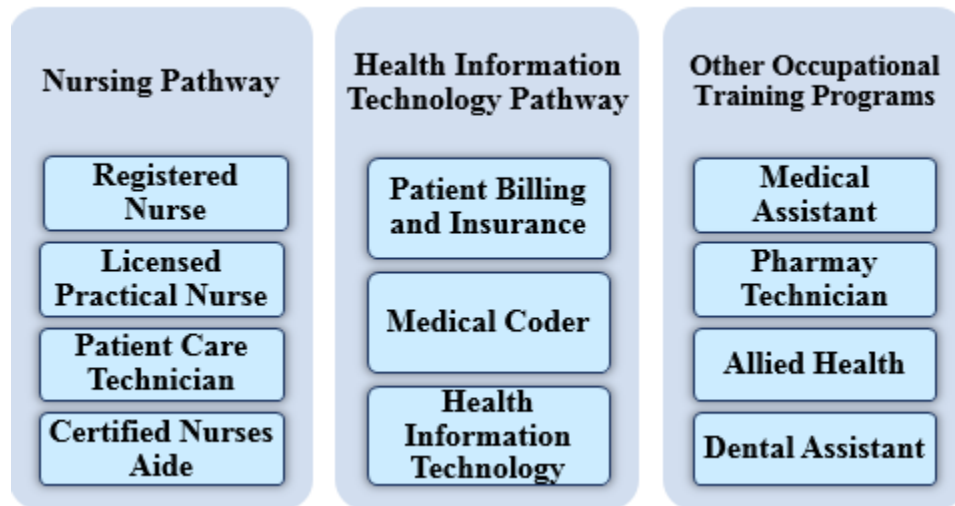 Nursing Pathway
Registered
Nurse
Licensed
Practical Nurse
Patient Care
Technician
Certified Nurses
Aide
Health Information
Technology Pathway
Patient Billing
and Insurance
Medical Coder
Health
Information
Technology
Other Occupational
Training Programs
Medical
Assistant
Pharmay
Technician
Allied Health
Dental Assistant